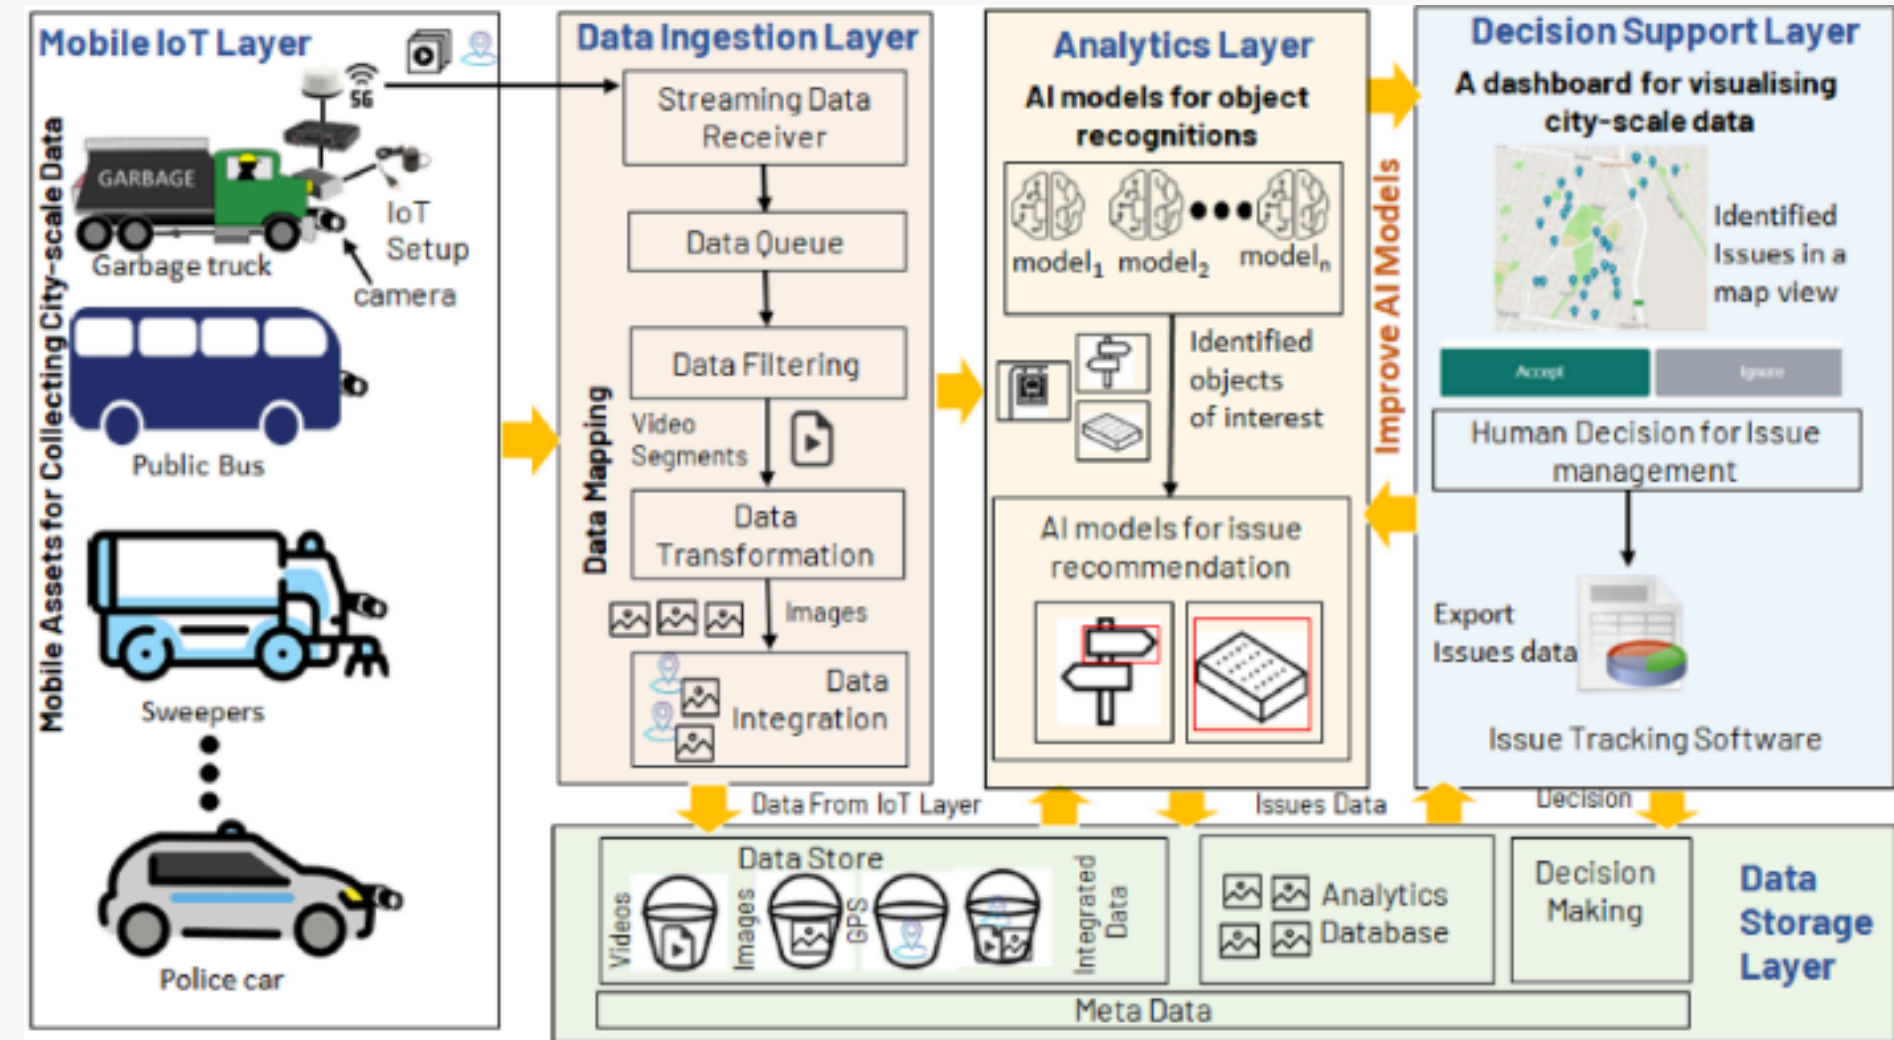 Mobile IoT Layer
5G
GARBAGE
IoT
Setup
Garbage truck
camera
Public Bus
Sweepers
Police car
Mobile Assets for Collecting City-scale Data
Data Ingestion Layer
Streaming Data
Receiver
Data Queue
Data Filtering
Video
Segments
Data Mapping
Data
Transformation
Images
Data
Integration
Analytics Layer
AI models for object
recognitions
model1 model2 modeln
Identified
objects
of interest
AI models for issue
recommendation
Improve AI Models
Decision Support Layer
A dashboard for visualising
city-scale data
Identified
Issues in a
map view
Accept
Ignore
Human Decision for Issue
management
Export
Issues data
Issue Tracking Software
Data From IoT Layer
Issues Data
Decision
Data Store
Videos
Images
GPS
Integrated
Data
Analytics
Database
Decision
Making
Data
Storage
Layer
Meta Data